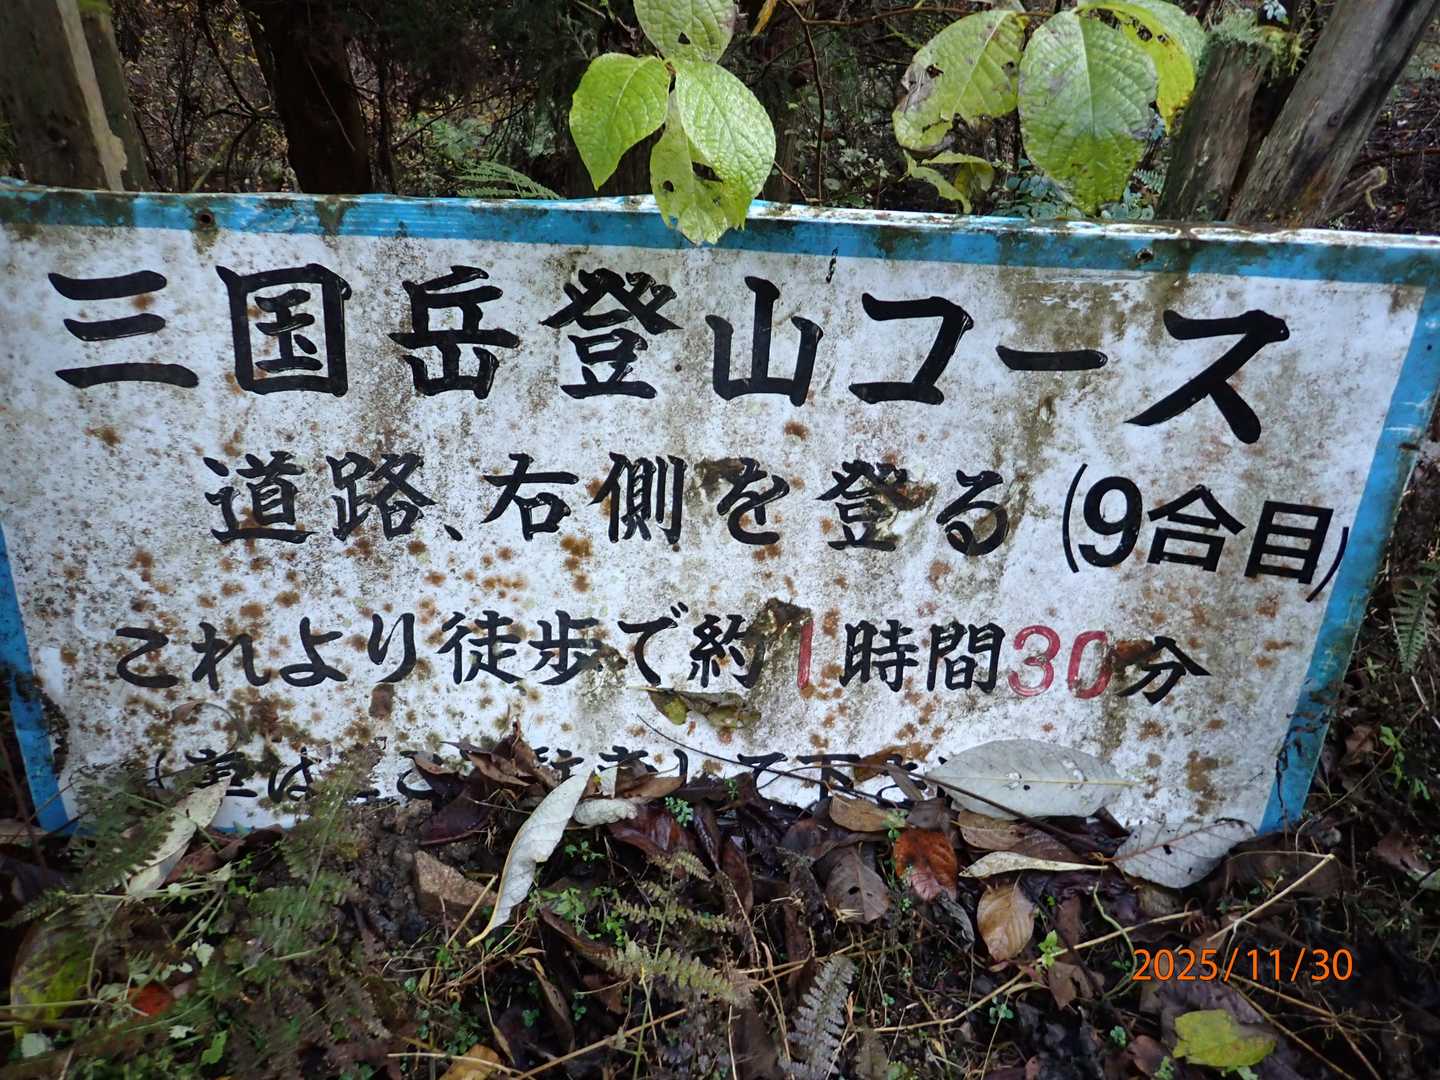 三国岳登山コース
道路、右側を登る(9合目)
これより徒歩で約1時間30分
2025/11/30